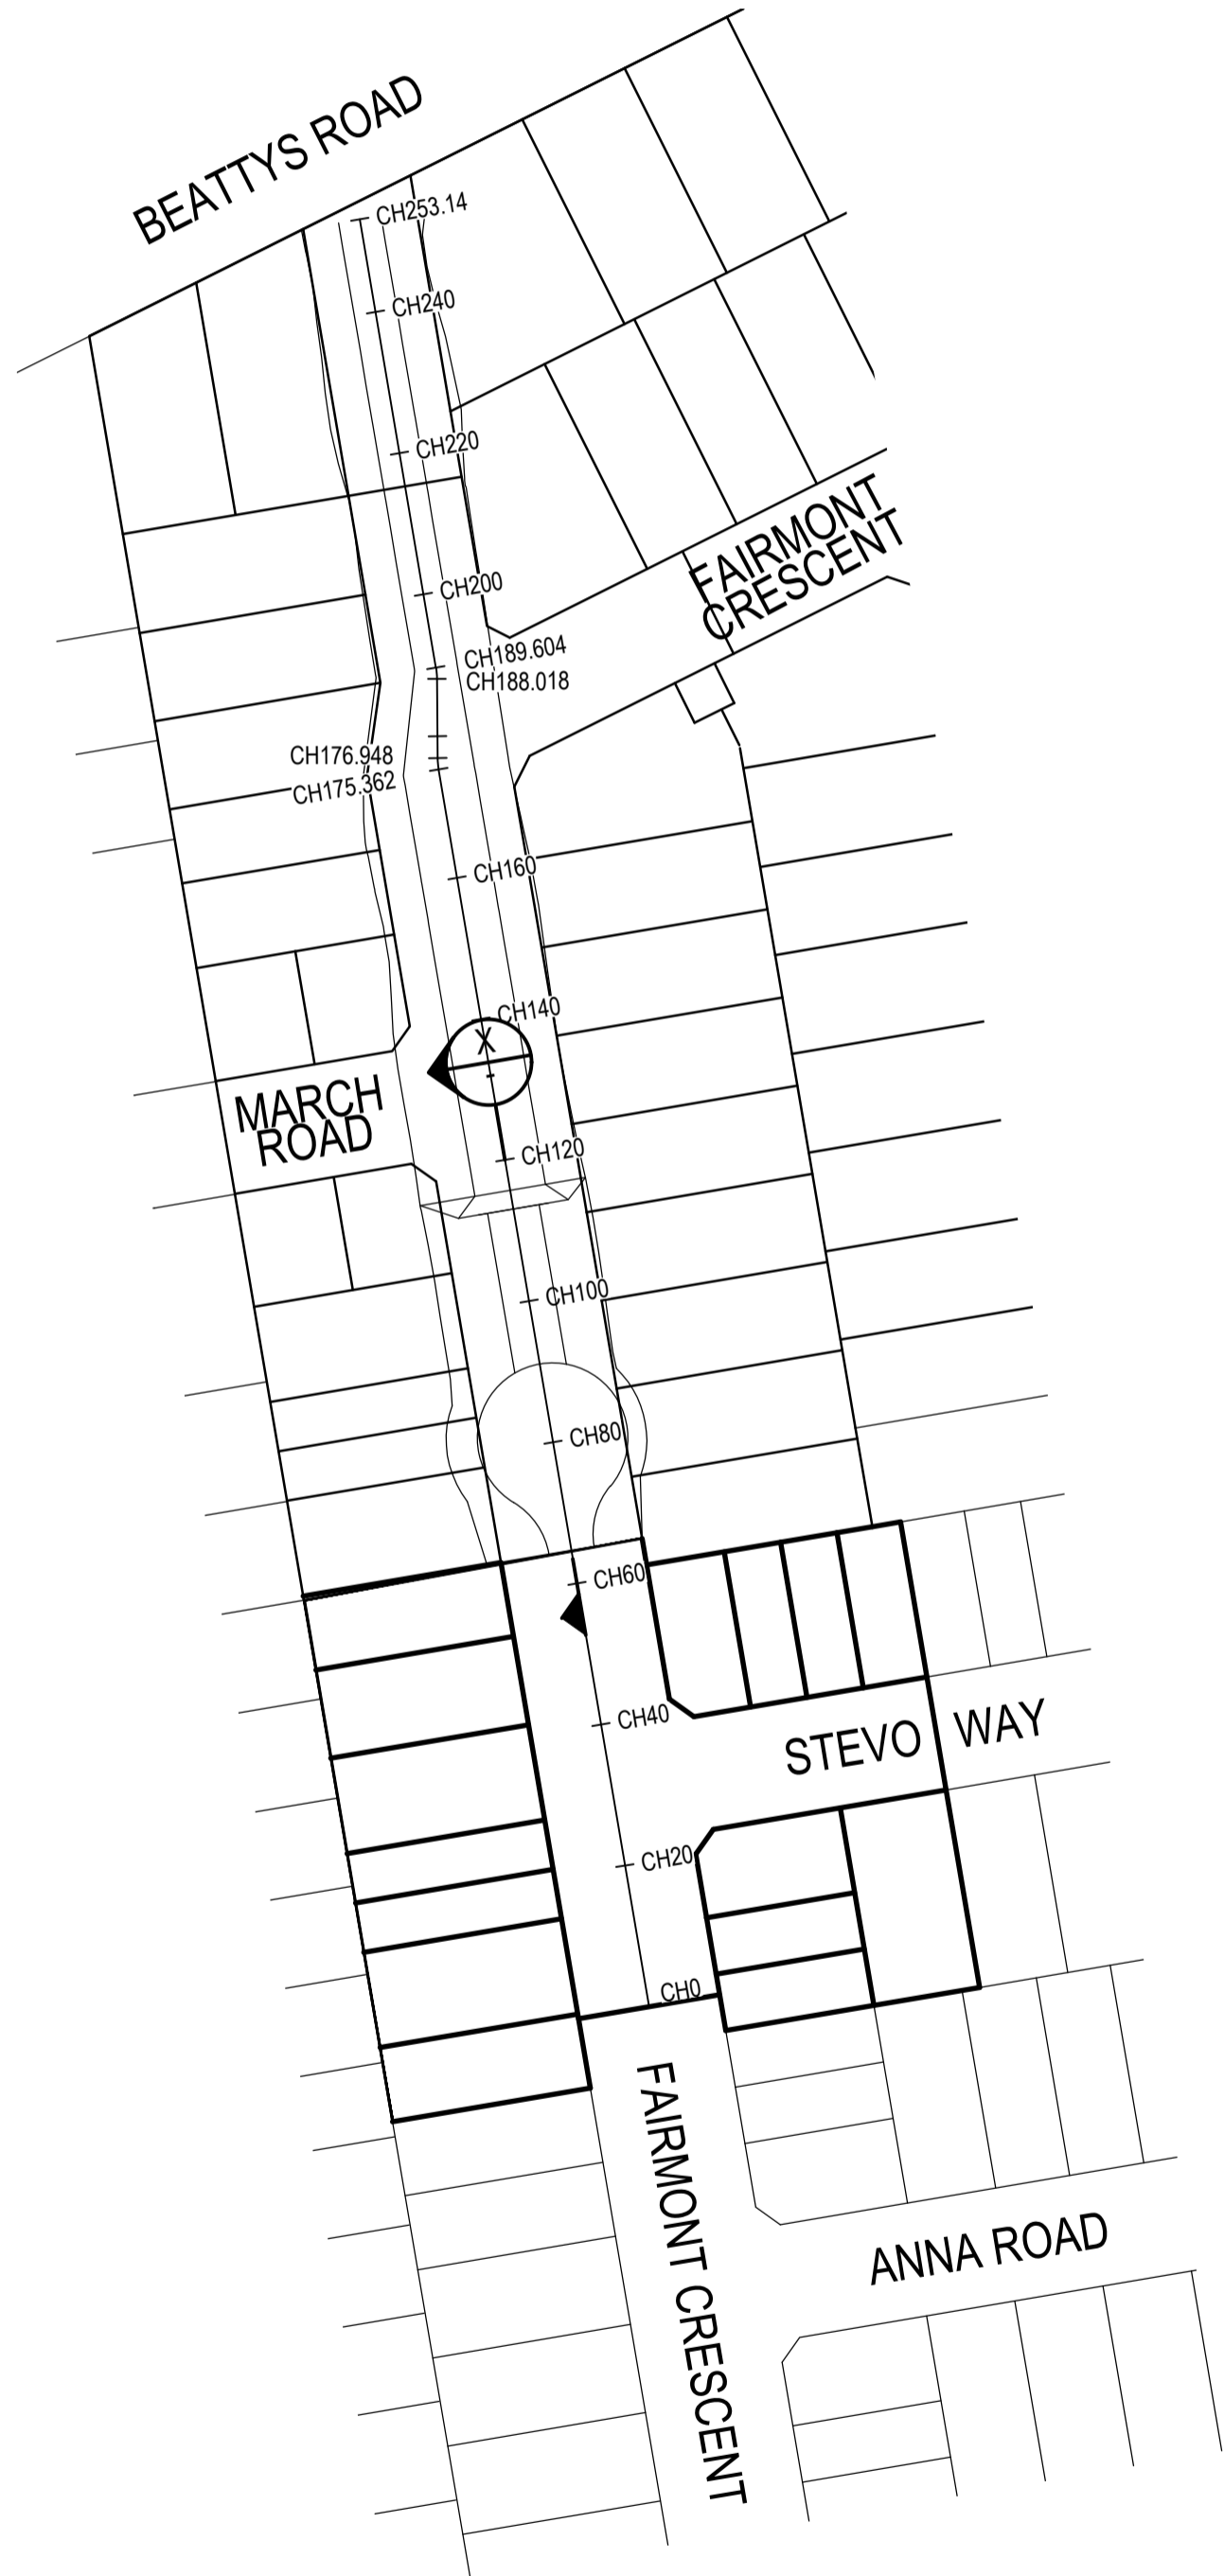 BEATTYS ROAD
CH253.14
CH240
CH220
FAIRMONT
CRESCENT
CH200
CH189.604
CH188.018
CH176.948
CH175.362
CH160
CH140
X
-
MARCH
ROAD
CH120
CH100
CH80
CH60
CH40
STEVO WAY
CH20
CH0
FAIRMONT CRESCENT
ANNA ROAD